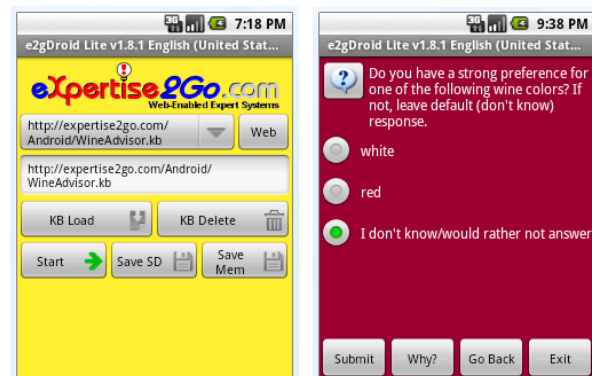 7:18 PM
e2gDroid Lite v1.8.1 English (United Stat...
eXpertise2Go.com
Web-Enabled Expert Systems
http://expertise2go.com/
Android/WineAdvisor.kb
Web
http://expertise2go.com/Android/
WineAdvisor.kb
KB Load
KB Delete
Start
Save SD
Save
Mem
3G
9:38 PM
e2gDroid Lite v1.8.1 English (United Stat...
Do you have a strong preference for
one of the following wine colors? If
not, leave default (don't know)
response.
white
red
I don't know/would rather not answer
Submit
Why?
Go Back
Exit